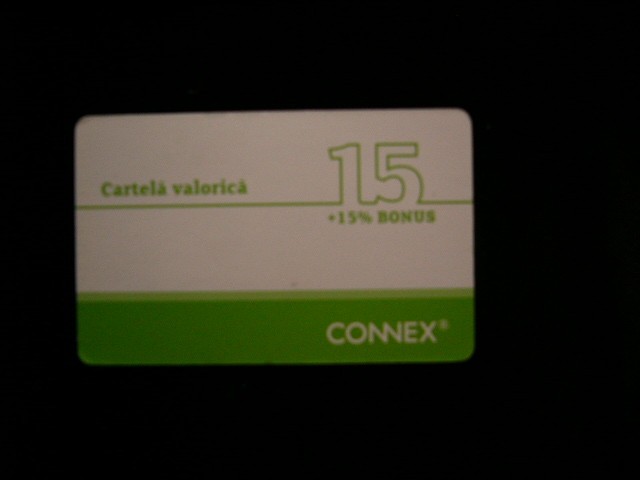 15
Cartelă valorică
+15% BONUS
CONNEX®